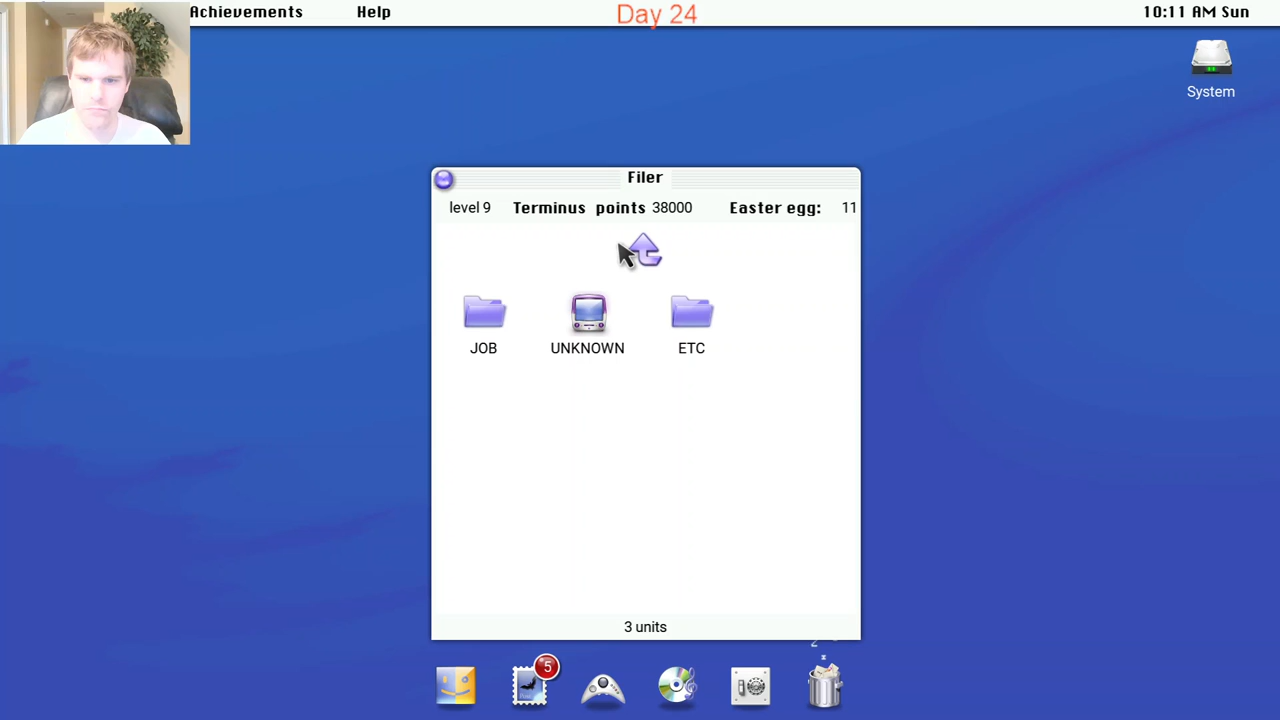 Achievements Help Day 24 10:11 AM Sun
System
Filer
level 9 Terminus points 38000 Easter egg: 11
JOB UNKNOWN ETC
3 units
5